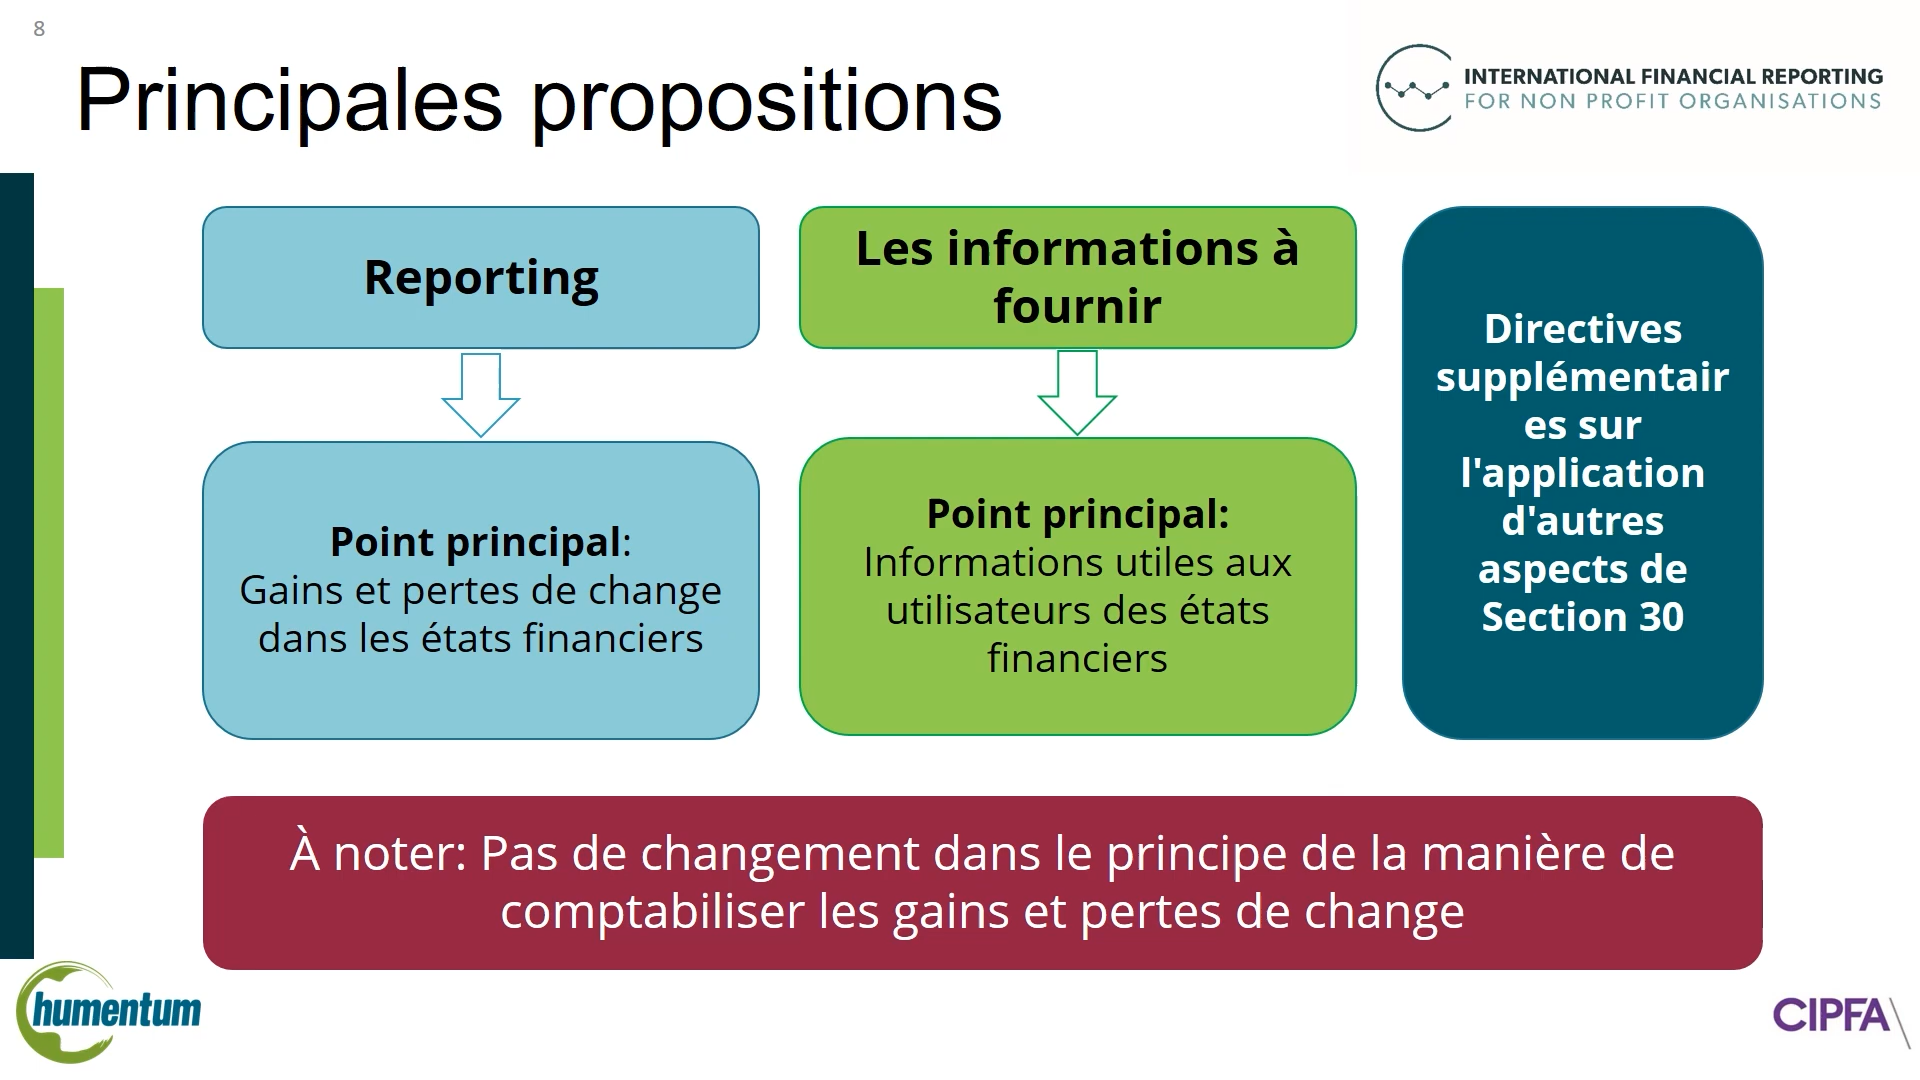 8
Principales propositions
INTERNATIONAL FINANCIAL REPORTING
FOR NON PROFIT ORGANISATIONS
Reporting
Point principal:
Gains et pertes de change
dans les états financiers
Les informations à
fournir
Point principal:
Informations utiles aux
utilisateurs des états
financiers
Directives
supplémentair
es sur
l'application
d'autres
aspects de
Section 30
À noter: Pas de changement dans le principe de la manière de
comptabiliser les gains et pertes de change
humentum
CIPFA